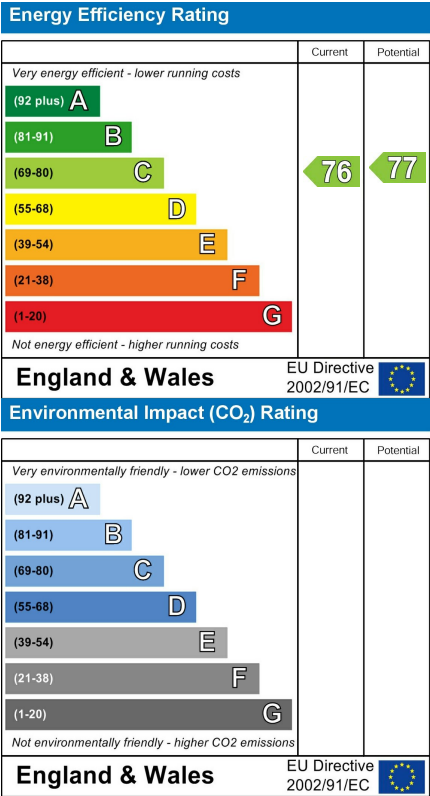 Energy Efficiency Rating
Current Potential
Very energy efficient - lower running costs
(92 plus) A
(81-91) B
(69-80) C 76 77
(55-68) D
(39-54) E
(21-38) F
(1-20) G
Not energy efficient - higher running costs
England & Wales
EU Directive
2002/91/EC
Environmental Impact (CO₂) Rating
Current Potential
Very environmentally friendly - lower CO2 emissions
(92 plus) A
(81-91) B
(69-80) C
(55-68) D
(39-54) E
(21-38) F
(1-20) G
Not environmentally friendly - higher CO2 emissions
England & Wales
EU Directive
2002/91/EC